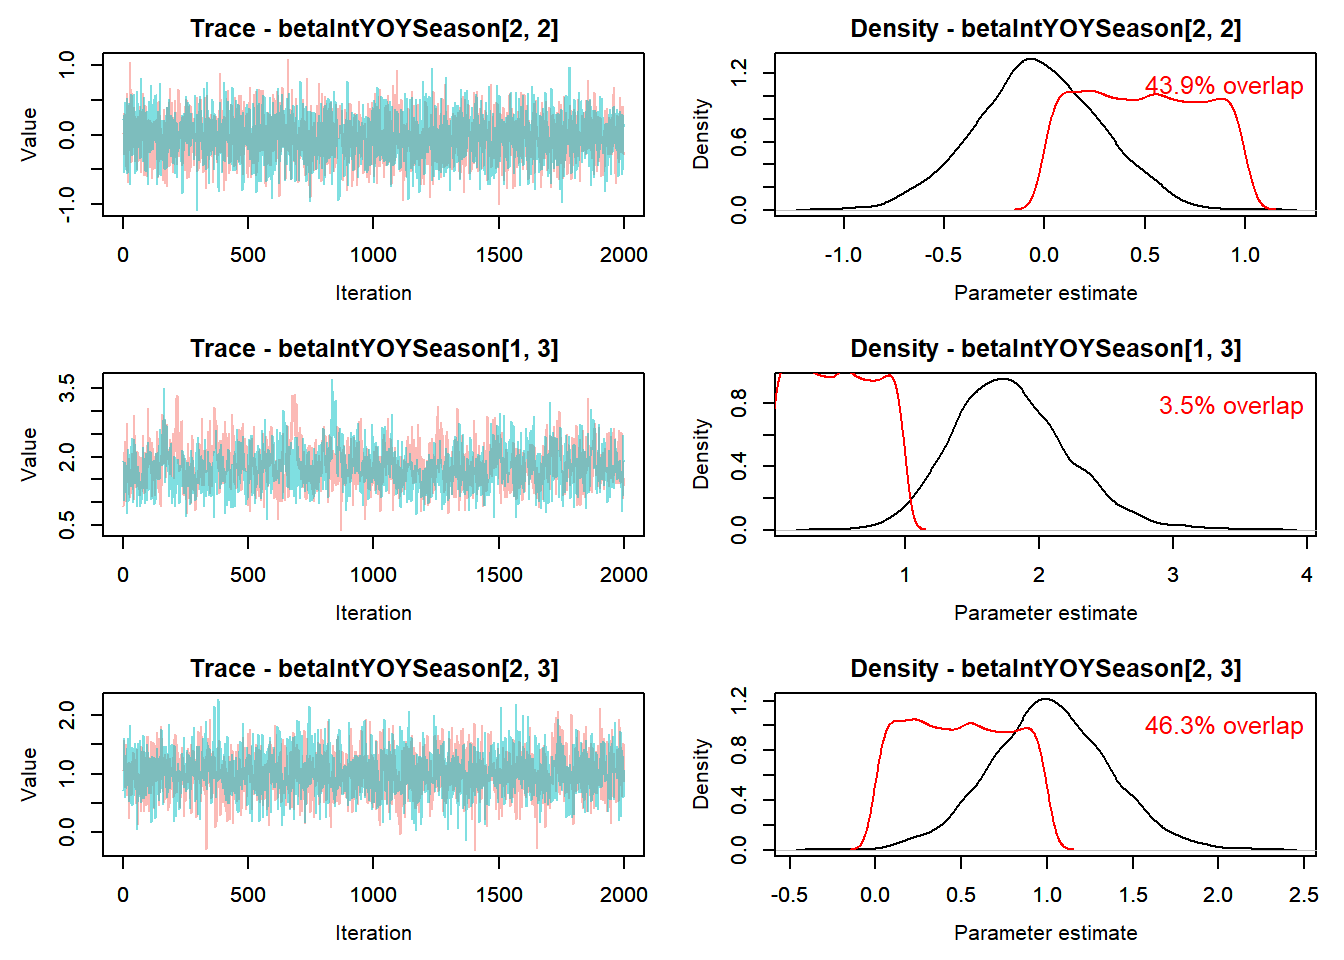 Trace - betaIntYOYSeason[2, 2]
Value
1.0
0.0
-1.0
0 500 1000 1500 2000
Iteration
Density - betaIntYOYSeason[2, 2]
43.9% overlap
Density
1.2
0.6
0.0
-1.0 -0.5 0.0 0.5 1.0
Parameter estimate
Trace - betaIntYOYSeason[1, 3]
Value
3.5
2.0
0.5
0 500 1000 1500 2000
Iteration
Density - betaIntYOYSeason[1, 3]
3.5% overlap
Density
0.8
0.4
0.0
1 2 3 4
Parameter estimate
Trace - betaIntYOYSeason[2, 3]
Value
2.0
1.0
0.0
0 500 1000 1500 2000
Iteration
Density - betaIntYOYSeason[2, 3]
46.3% overlap
Density
1.2
0.8
0.4
0.0
-0.5 0.0 0.5 1.0 1.5 2.0 2.5
Parameter estimate